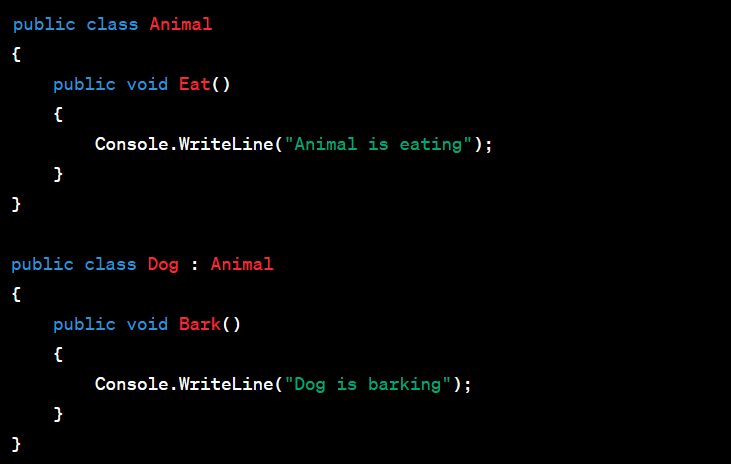 public class Animal
{
    public void Eat()
    {
        Console.WriteLine("Animal is eating");
    }
}

public class Dog : Animal
{
    public void Bark()
    {
        Console.WriteLine("Dog is barking");
    }
}